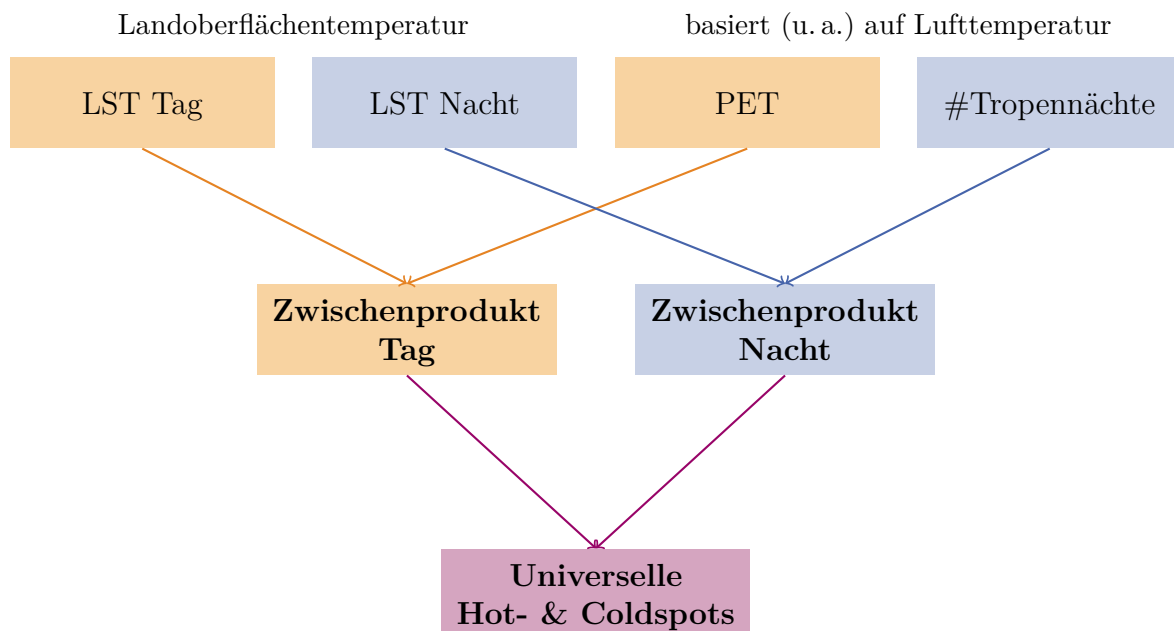 Landoberflächentemperatur
basiert (u. a.) auf Lufttemperatur
LST Tag
LST Nacht
PET
#Tropennächte
Zwischenprodukt
Tag
Zwischenprodukt
Nacht
Universelle
Hot- & Coldspots